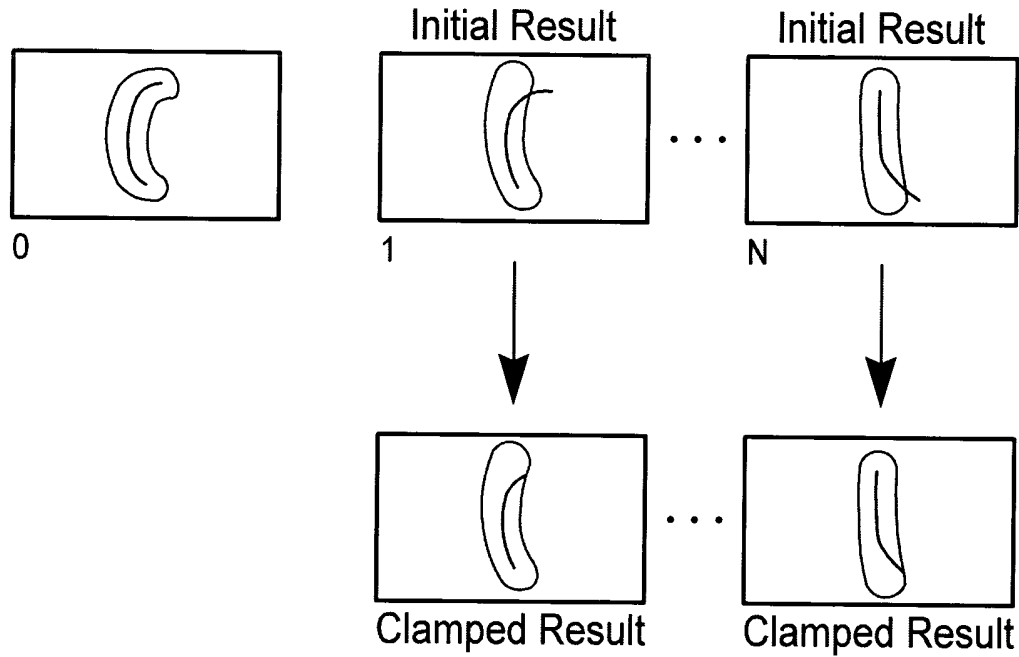 Initial Result
Initial Result
0
1
N
Clamped Result
Clamped Result